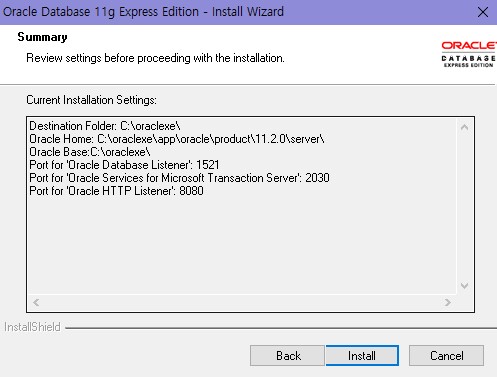 Oracle Database 11g Express Edition - Install Wizard
Summary
Review settings before proceeding with the installation.
ORACLE
DATABASE
EXPRESS EDITION
Current Installation Settings:
Destination Folder: C:\oraclexe\
Oracle Home: C:\oraclexe\app\oracle\product\11.2.0\server\
Oracle Base:C:\oraclexe\
Port for 'Oracle Database Listener': 1521
Port for 'Oracle Services for Microsoft Transaction Server': 2030
Port for 'Oracle HTTP Listener': 8080
InstallShield
Back
Install
Cancel